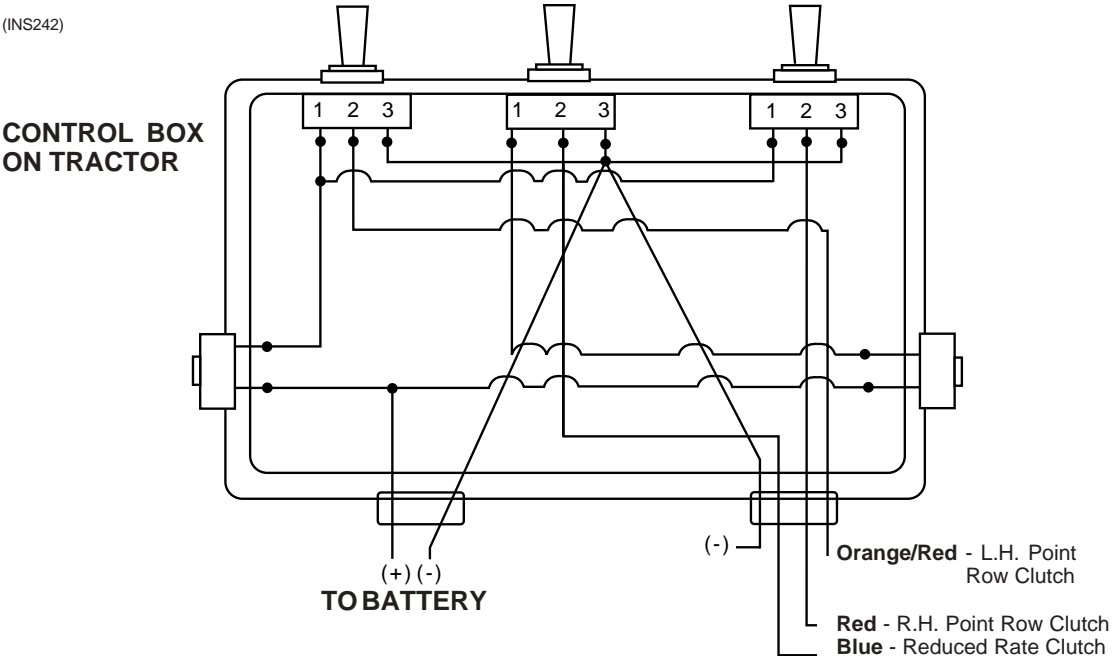 (INS242)
CONTROL BOX
ON TRACTOR
1 2 3
1 2 3
1 2 3
(-)
(+) (-)
TO BATTERY
Orange/Red - L.H. Point
Row Clutch
Red - R.H. Point Row Clutch
Blue - Reduced Rate Clutch